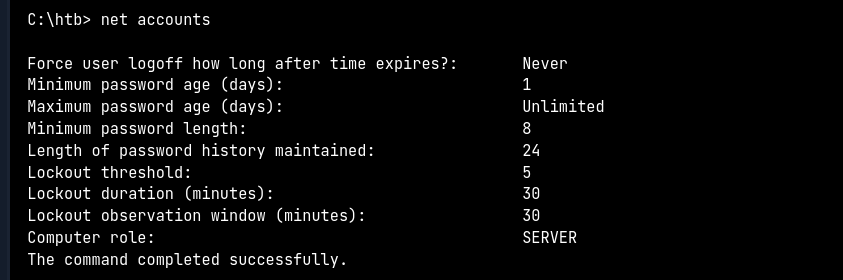 C:\htb> net accounts
Force user logoff how long after time expires?: Never
Minimum password age (days): 1
Maximum password age (days): Unlimited
Minimum password length: 8
Length of password history maintained: 24
Lockout threshold: 5
Lockout duration (minutes): 30
Lockout observation window (minutes): 30
Computer role: SERVER
The command completed successfully.